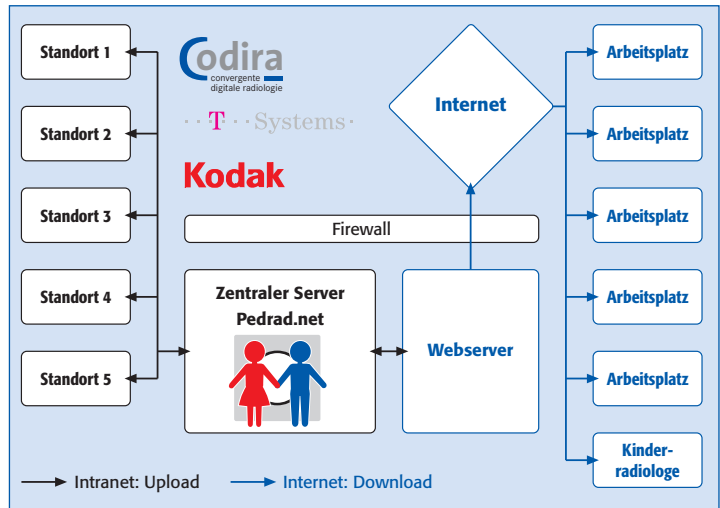 Standort 1
Standort 2
Standort 3
Standort 4
Standort 5
Codira
convergente
digitale radiologie
· · · T · · · Systems ·
Kodak
Firewall
Zentraler Server
Pedrad.net
Webserver
Internet
Arbeitsplatz
Arbeitsplatz
Arbeitsplatz
Arbeitsplatz
Arbeitsplatz
Kinder-
radiologe
Intranet: Upload
Internet: Download